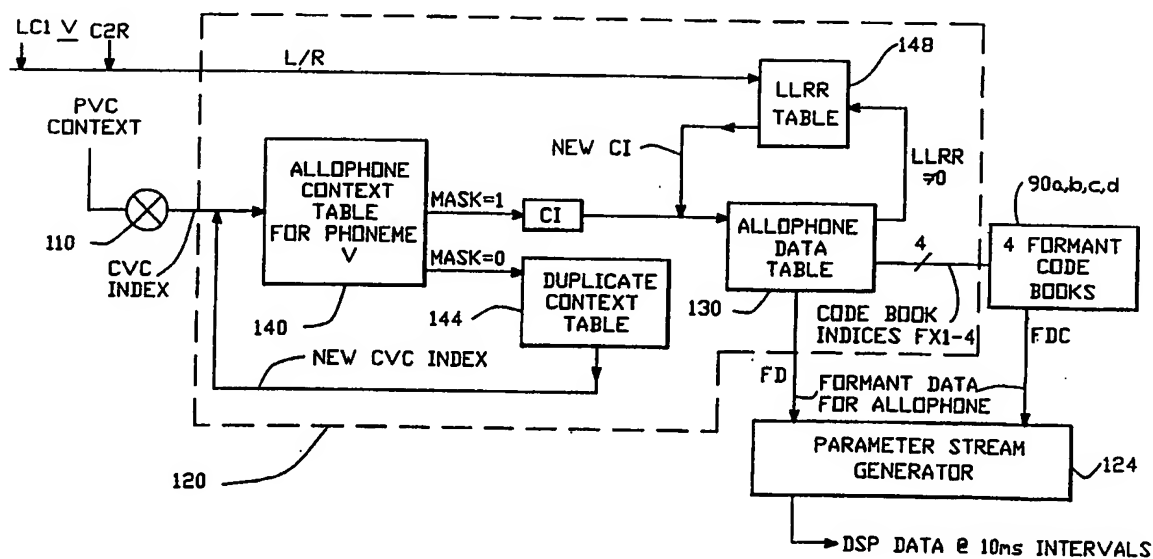 LC1 V C2R
L/R
148
LLRR
TABLE
PVC
CONTEXT
NEW CI
LLRR
≠0
ALLOPHONE
CONTEXT
TABLE
FOR PHONEME
V
MASK=1
CI
90a,b,c,d
110
ALLOPHONE
DATA
TABLE
4
4 FORMANT
CODE
BOOKS
CVC
INDEX
MASK=0
140
144
DUPLICATE
CONTEXT
TABLE
130
CODE BOOK
INDICES FX1-4
NEW CVC INDEX
FDC
FD
FORMANT DATA
FOR ALLOPHONE
120
PARAMETER STREAM
GENERATOR
124
DSP DATA @ 10ms INTERVALS